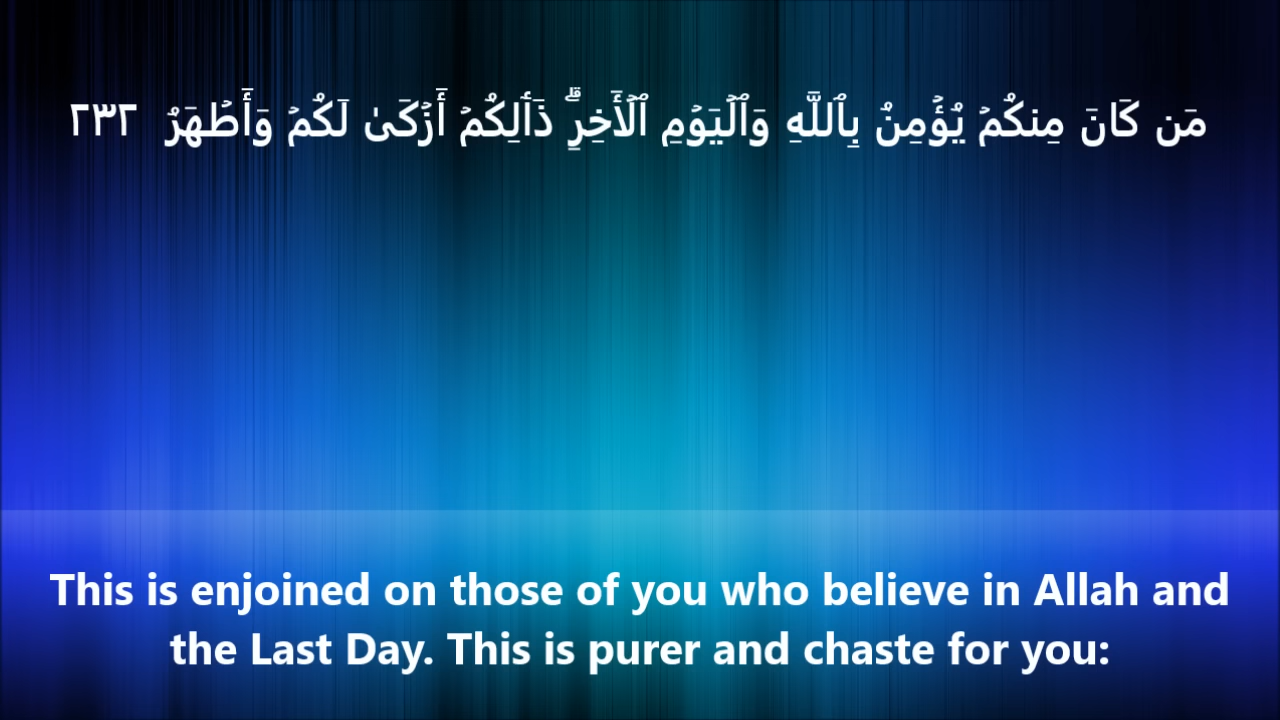 مَن كَانَ مِنكُمۡ يُؤۡمِنُ بِٱللَّهِ وَٱلۡيَوۡمِ ٱلۡأٓخِرِۗ ذَٰلِكُمۡ أَزۡكَىٰ لَكُمۡ وَأَطۡهَرُ ٢٣٢
This is enjoined on those of you who believe in Allah and
the Last Day. This is purer and chaste for you: